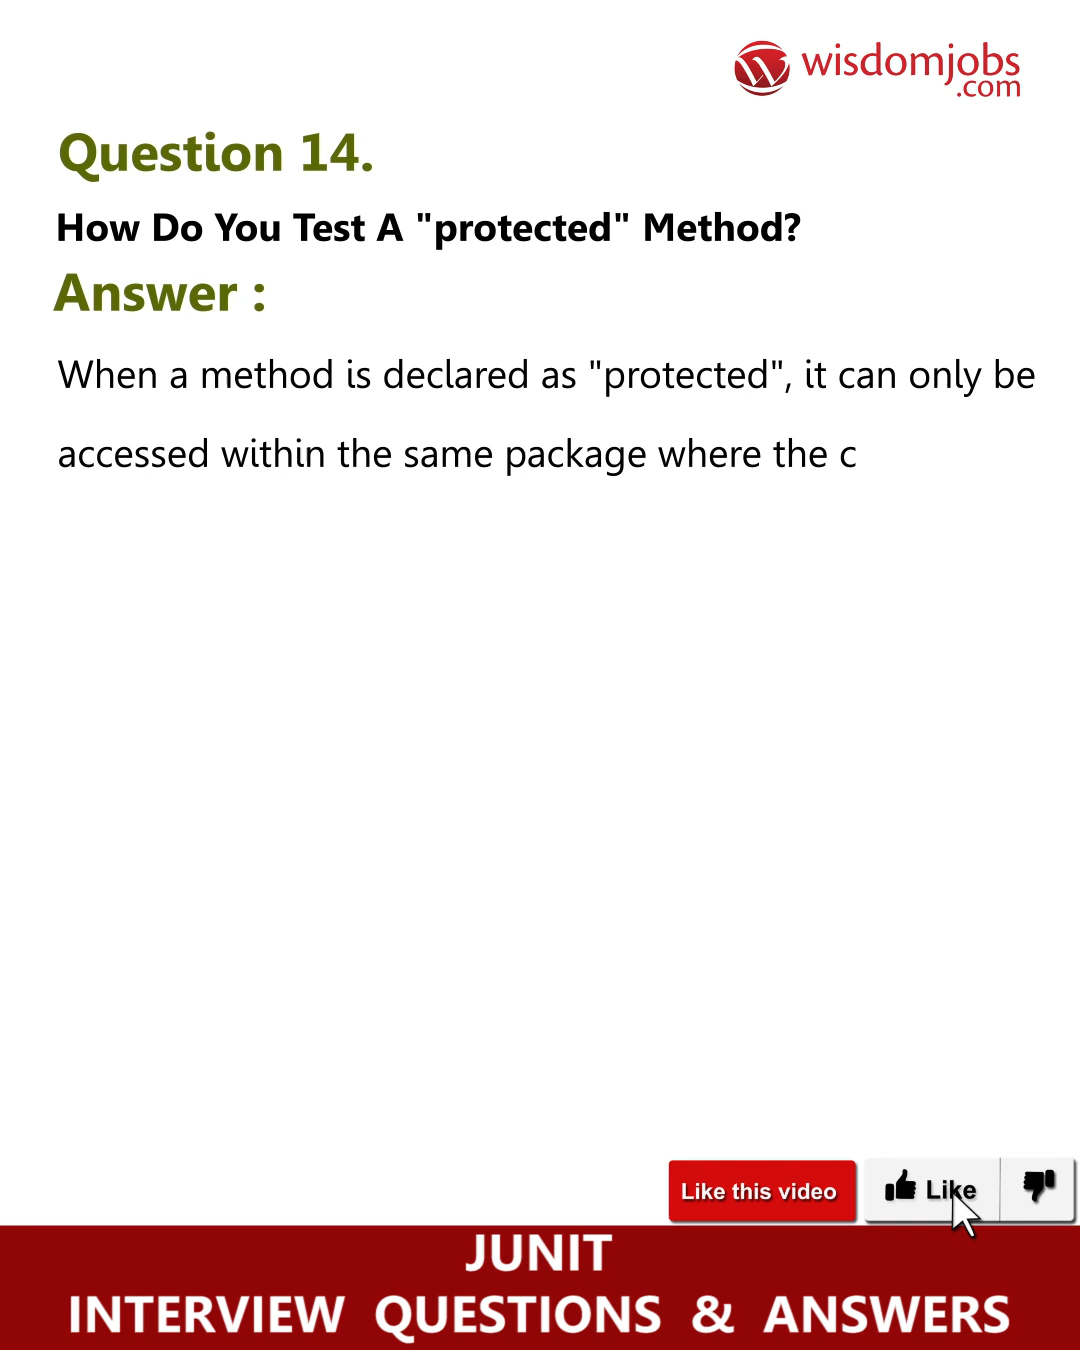 wisdomjobs
.com
Question 14.
How Do You Test A "protected" Method?
Answer :
When a method is declared as "protected", it can only be
accessed within the same package where the c
Like this video
Like
JUNIT
INTERVIEW QUESTIONS & ANSWERS